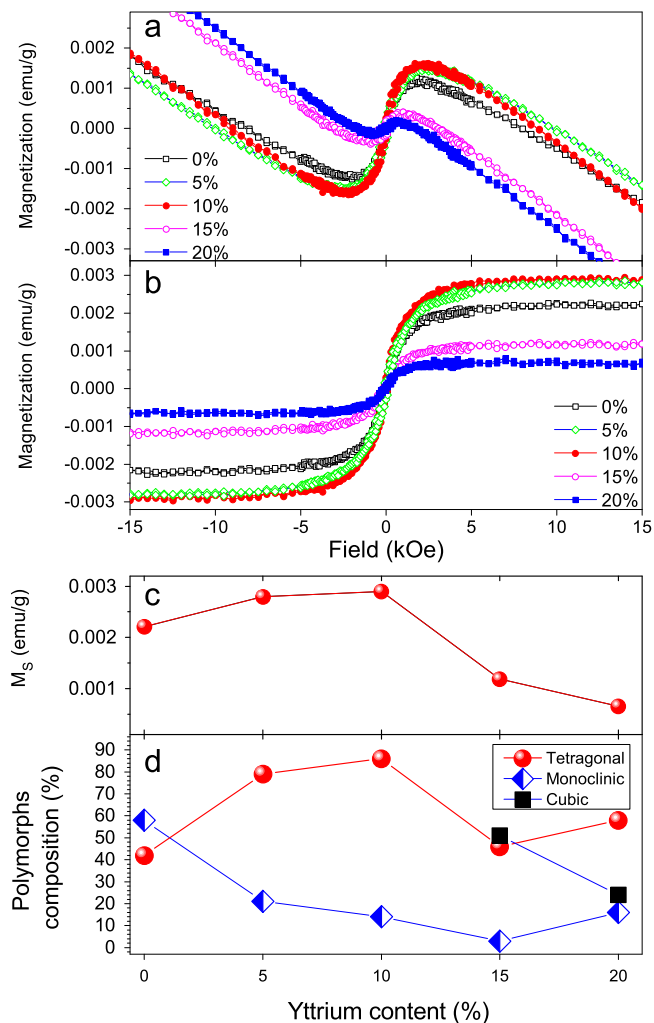 a
0.002
0.001
0.000
-0.001
-0.002
-0.003
Magnetization (emu/g)
0%
5%
10%
15%
20%
b
0.003
0.002
0.001
0.000
-0.001
-0.002
-0.003
Magnetization (emu/g)
0%
5%
10%
15%
20%
-15 -10 -5 0 5 10 15
Field (kOe)
c
0.003
0.002
0.001
MS (emu/g)
d
90
80
70
60
50
40
30
20
10
0
Polymorphs
composition (%)
Tetragonal
Monoclinic
Cubic
0 5 10 15 20
Yttrium content (%)